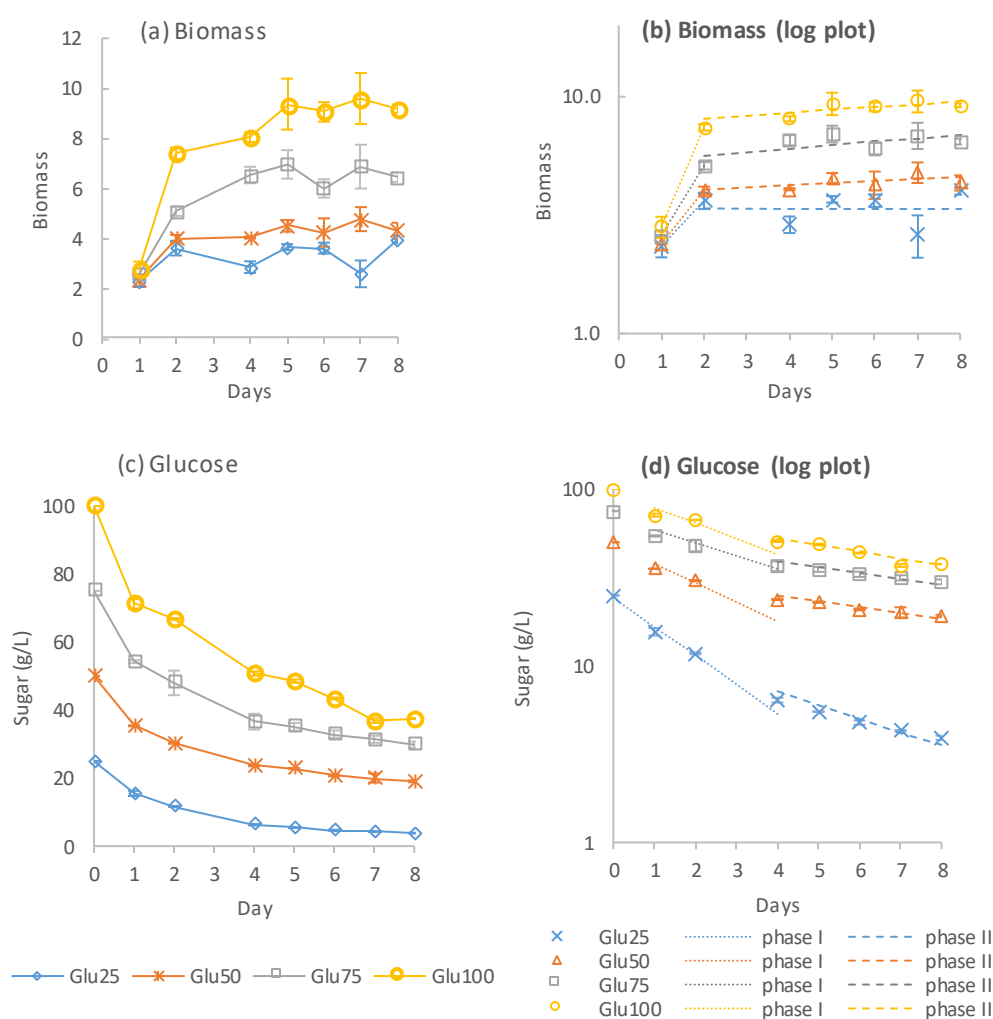 (a) Biomass
12
10
8
6
4
2
0
0 1 2 3 4 5 6 7 8
Days
Biomass
(b) Biomass (log plot)
10.0
1.0
0 1 2 3 4 5 6 7 8
Days
Biomass
(c) Glucose
100
80
60
40
20
0
0 1 2 3 4 5 6 7 8
Day
Sugar (g/L)
Glu25 Glu50 Glu75 Glu100
(d) Glucose (log plot)
100
10
1
0 1 2 3 4 5 6 7 8
Days
Sugar (g/L)
Glu25 phase I phase II
Glu50 phase I phase II
Glu75 phase I phase II
Glu100 phase I phase II